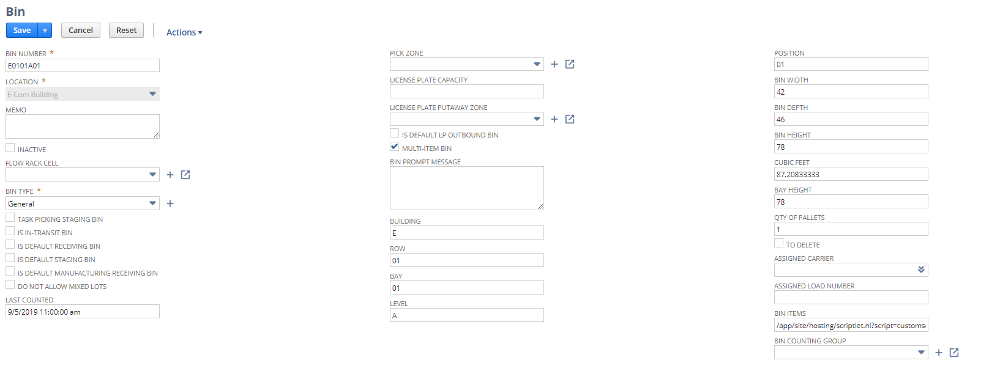 Bin
Save
Cancel
Reset
Actions
BIN NUMBER *
E0101A01
LOCATION *
E-Com Building
MEMO
INACTIVE
FLOW RACK CELL
BIN TYPE *
General
TASK PICKING STAGING BIN
IS IN-TRANSIT BIN
IS DEFAULT RECEIVING BIN
IS DEFAULT STAGING BIN
IS DEFAULT MANUFACTURING RECEIVING BIN
DO NOT ALLOW MIXED LOTS
LAST COUNTED
9/5/2019 11:00:00 am
PICK ZONE
LICENSE PLATE CAPACITY
LICENSE PLATE PUTAWAY ZONE
IS DEFAULT LP OUTBOUND BIN
MULTI-ITEM BIN
BIN PROMPT MESSAGE
BUILDING
E
ROW
01
BAY
01
LEVEL
A
POSITION
01
BIN WIDTH
42
BIN DEPTH
46
BIN HEIGHT
78
CUBIC FEET
87.20833333
BAY HEIGHT
78
QTY OF PALLETS
1
TO DELETE
ASSIGNED CARRIER
ASSIGNED LOAD NUMBER
BIN ITEMS
/app/site/hosting/scriptlet.nl?script=customs
BIN COUNTING GROUP